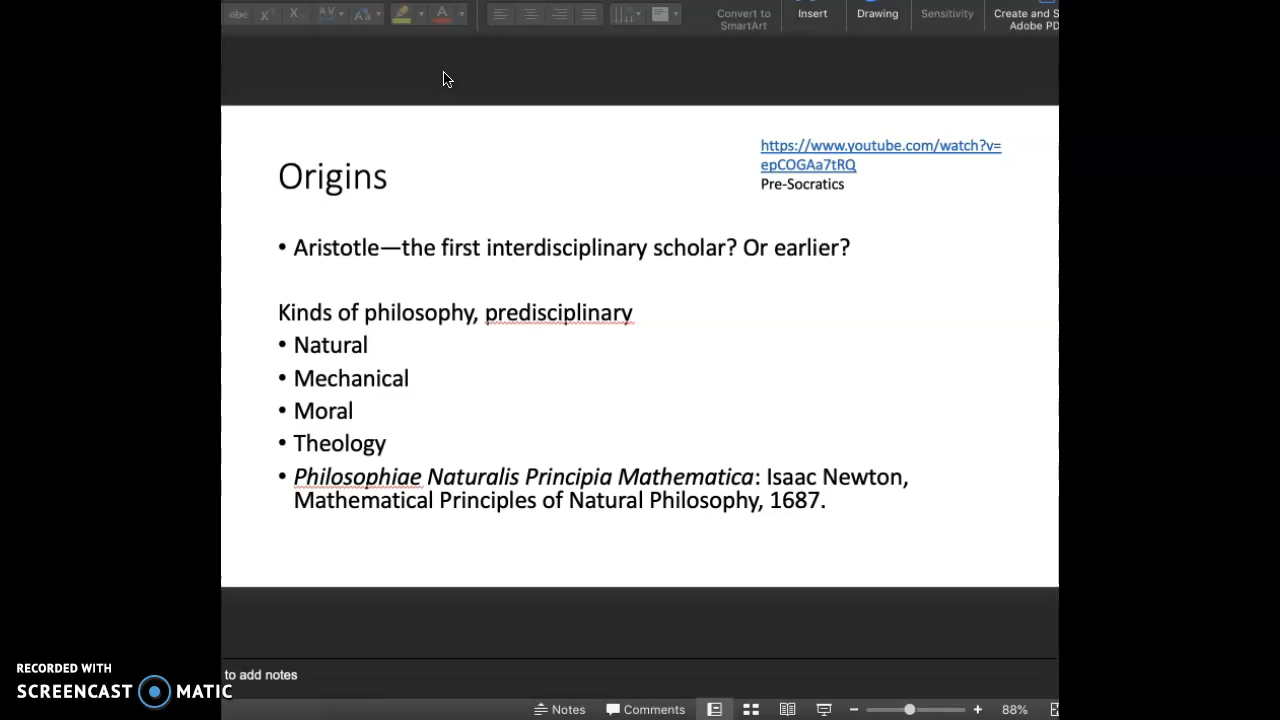 abc X X AV A A
Convert to
SmartArt
Insert
Drawing
Sensitivity
Create and S
Adobe PD
https://www.youtube.com/watch?v=
epCOGAa7tRQ
Pre-Socratics
Origins
• Aristotle—the first interdisciplinary scholar? Or earlier?
Kinds of philosophy, predisciplinary
• Natural
• Mechanical
• Moral
• Theology
• Philosophiae Naturalis Principia Mathematica: Isaac Newton,
Mathematical Principles of Natural Philosophy, 1687.
RECORDED WITH
SCREENCAST MATIC
to add notes
Notes
Comments
88%